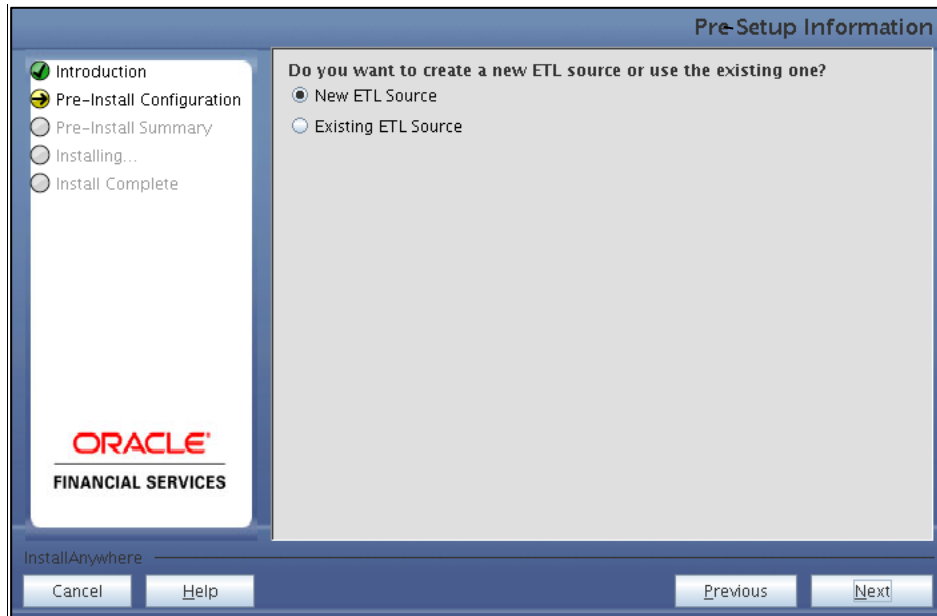 Pre-Setup Information
Introduction
Pre-Install Configuration
Pre-Install Summary
Installing...
Install Complete
Do you want to create a new ETL source or use the existing one?
New ETL Source
Existing ETL Source
ORACLE'
FINANCIAL SERVICES
InstallAnywhere
Cancel
Help
Previous
Next